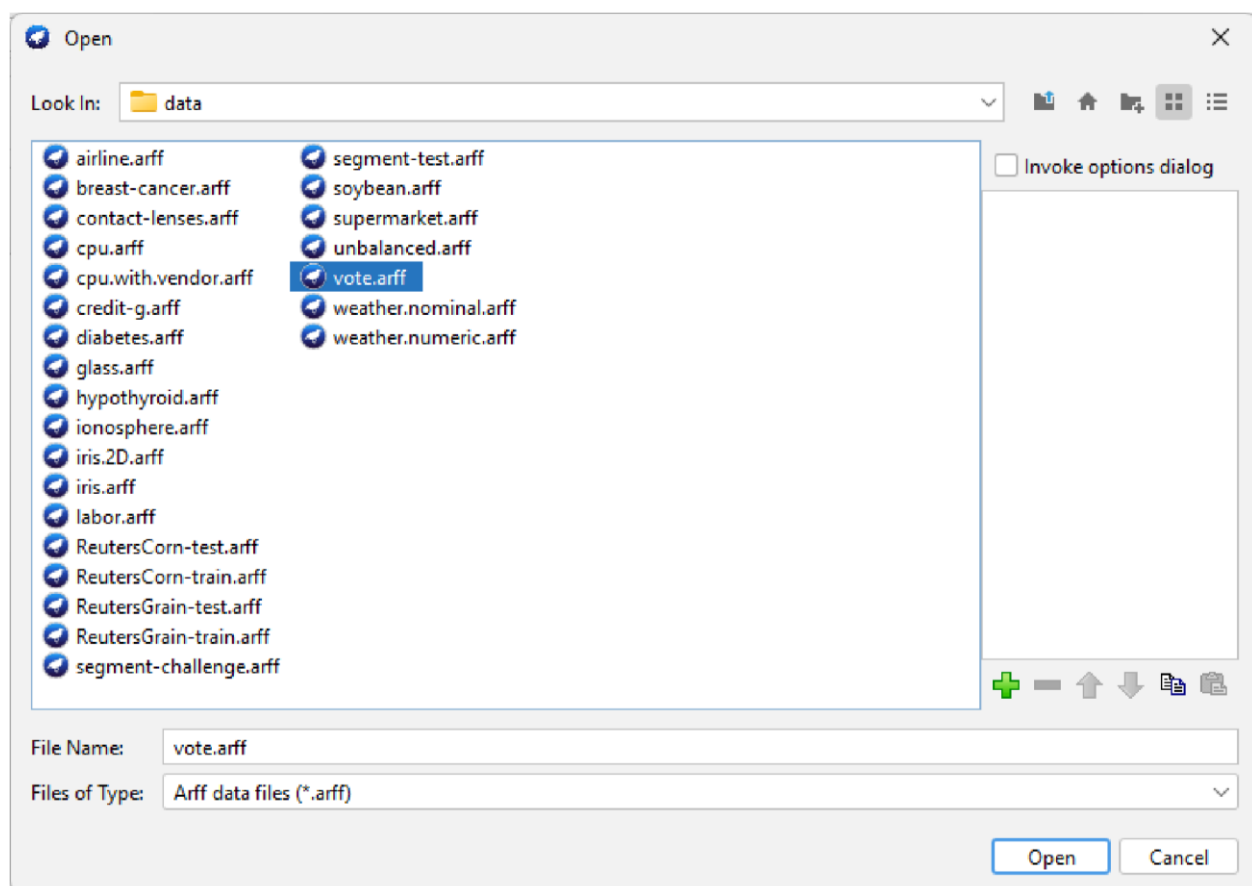 Open
Look In: data
airline.arff
breast-cancer.arff
contact-lenses.arff
cpu.arff
cpu.with.vendor.arff
credit-g.arff
diabetes.arff
glass.arff
hypothyroid.arff
ionosphere.arff
iris.2D.arff
iris.arff
labor.arff
ReutersCorn-test.arff
ReutersCorn-train.arff
ReutersGrain-test.arff
ReutersGrain-train.arff
segment-challenge.arff
segment-test.arff
soybean.arff
supermarket.arff
unbalanced.arff
vote.arff
weather.nominal.arff
weather.numeric.arff
Invoke options dialog
File Name: vote.arff
Files of Type: Arff data files (*.arff)
Open Cancel